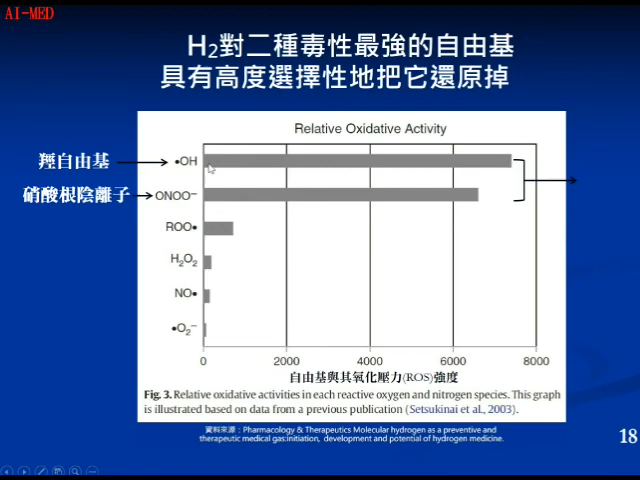 AI-MED
H2對二種毒性最強的自由基
具有高度選擇性地把它還原掉
Relative Oxidative Activity
羥自由基
•OH
硝酸根陰離子
ONOO−
ROO•
H2O2
NO•
•O2−
0 2000 4000 6000 8000
自由基與其氧化壓力(ROS)強度
Fig. 3. Relative oxidative activities in each reactive oxygen and nitrogen species. This graph
is illustrated based on data from a previous publication (Setsukinai et al., 2003).
資料來源：Pharmacology & Therapeutics Molecular hydrogen as a preventive and
therapeutic medical gas:initiation, development and potential of hydrogen medicine.
18